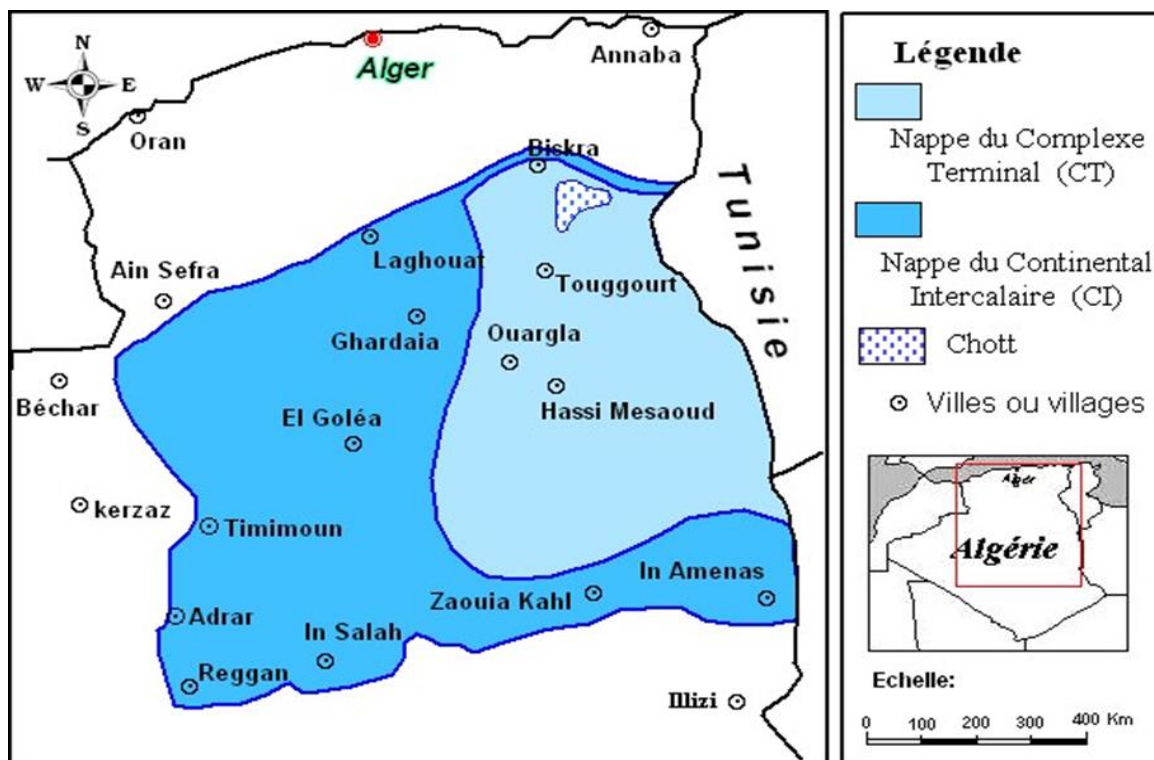 N
W E
S
Alger
Annaba
Oran
Biskra
Tunisie
Laghouat
Ain Sefra
Touggourt
Ghardaia
Ouargla
Béchar
Hassi Mesaoud
El Goléa
kerzaz
Timimoun
In Amenas
Zaouia Kahl
Adrar
In Salah
Reggan
Illizi
Légende
Nappe du Complexe
Terminal (CT)
Nappe du Continental
Intercalaire (CI)
Chott
Villes ou villages
Alger
Algérie
Echelle:
0 100 200 300 400 Km